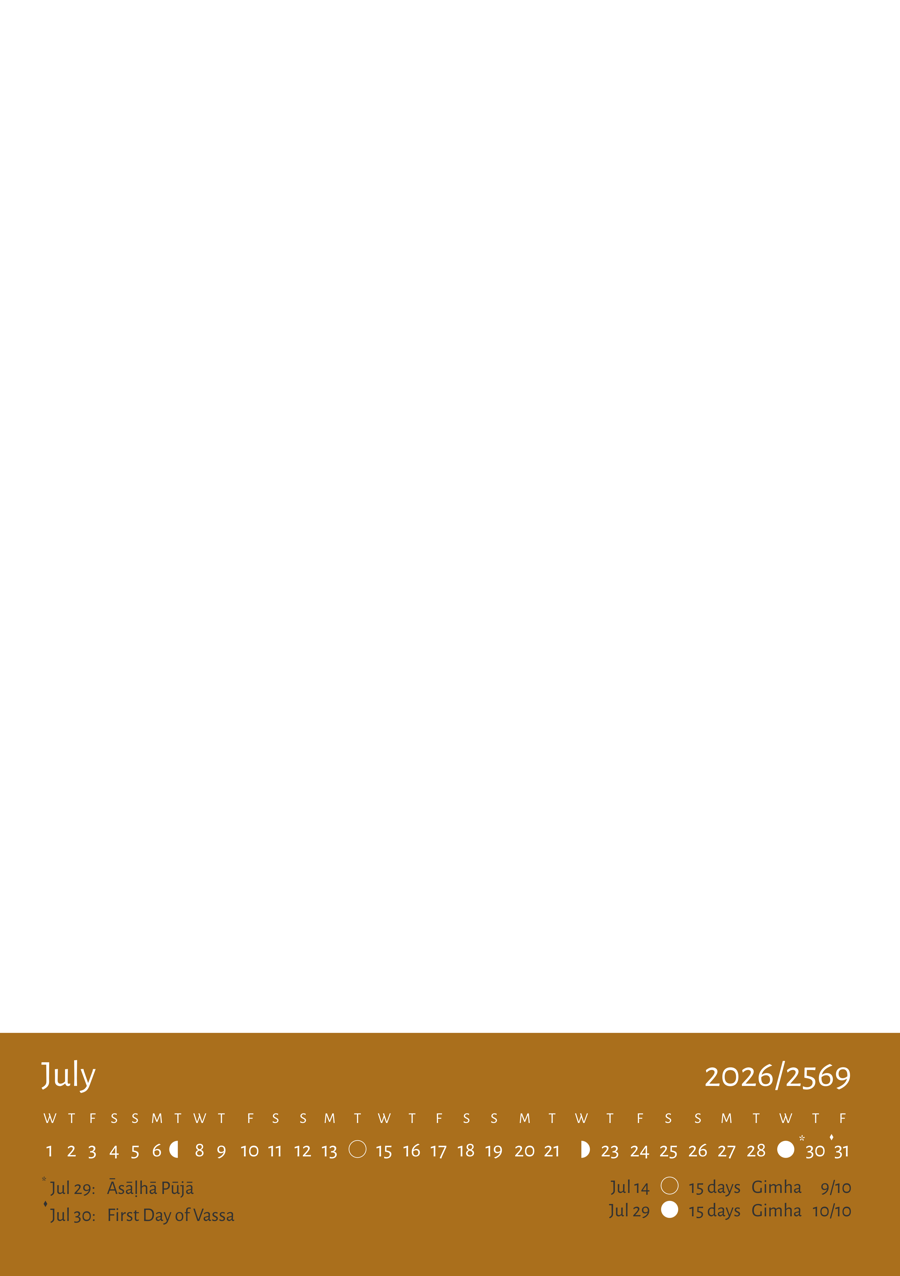 July 2026/2569
W T F S S M T W T F S S M T W T F S S M T W T F S S M T W T F
1 2 3 4 5 6 8 9 10 11 12 13 15 16 17 18 19 20 21 23 24 25 26 27 28 ☆ 30 ♦ 31
* Jul 29: Āsāḷhā Pūjā
♦ Jul 30: First Day of Vassa
Jul 14 15 days Gimha 9/10
Jul 29 15 days Gimha 10/10